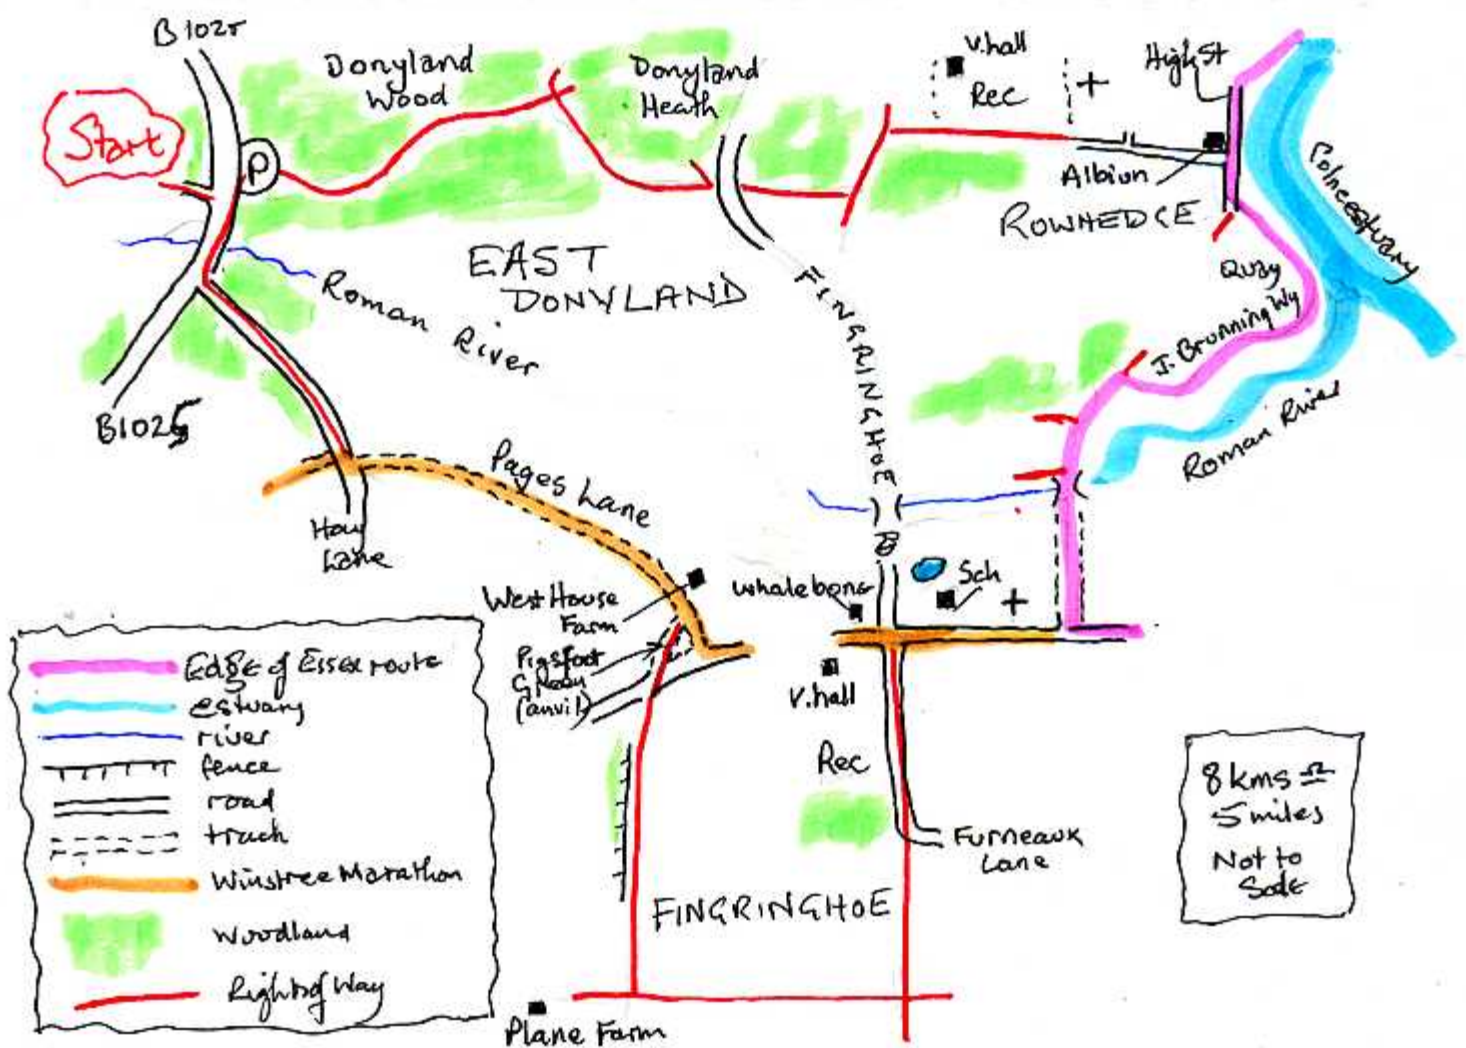 B1025
Donyland
Wood
Donyland
Heath
V.hall
Rec
+
High St
Start
P
Albion
ROWHEDGE
Colne estuary
EAST
DONYLAND
Roman
River
FINGRINGHOE
Quay
J. Brunning Wy
Roman River
B1025
Pages Lane
Hay
Lane
West House
Farm
Pigsfoot
Green
(anvil)
whalebone
B
Sch
+
V.hall
Rec
Furneaux
Lane
FINGRINGHOE
Plane Farm
Edge of Essex route
estuary
river
fence
road
track
Winstree Marathon
Woodland
Right of Way
8 kms ≏
5 miles
Not to
Scale